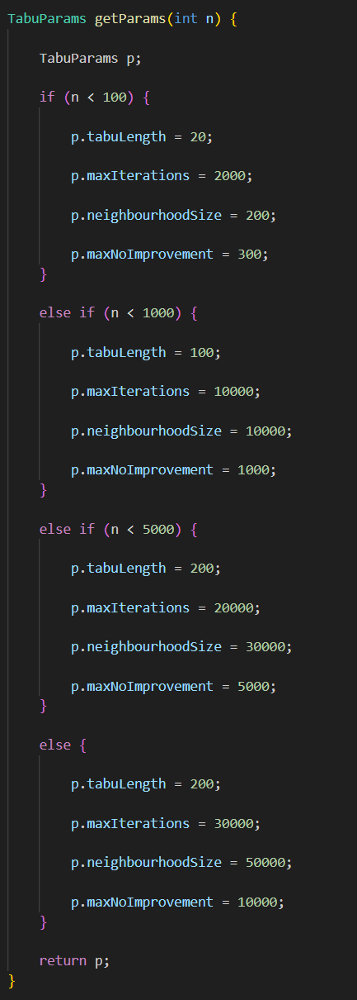 TabuParams getParams(int n) {
TabuParams p;
if (n < 100) {
p.tabuLength = 20;
p.maxIterations = 2000;
p.neighbourhoodSize = 200;
p.maxNoImprovement = 300;
}
else if (n < 1000) {
p.tabuLength = 100;
p.maxIterations = 10000;
p.neighbourhoodSize = 10000;
p.maxNoImprovement = 1000;
}
else if (n < 5000) {
p.tabuLength = 200;
p.maxIterations = 20000;
p.neighbourhoodSize = 30000;
p.maxNoImprovement = 5000;
}
else {
p.tabuLength = 200;
p.maxIterations = 30000;
p.neighbourhoodSize = 50000;
p.maxNoImprovement = 10000;
}
return p;
}